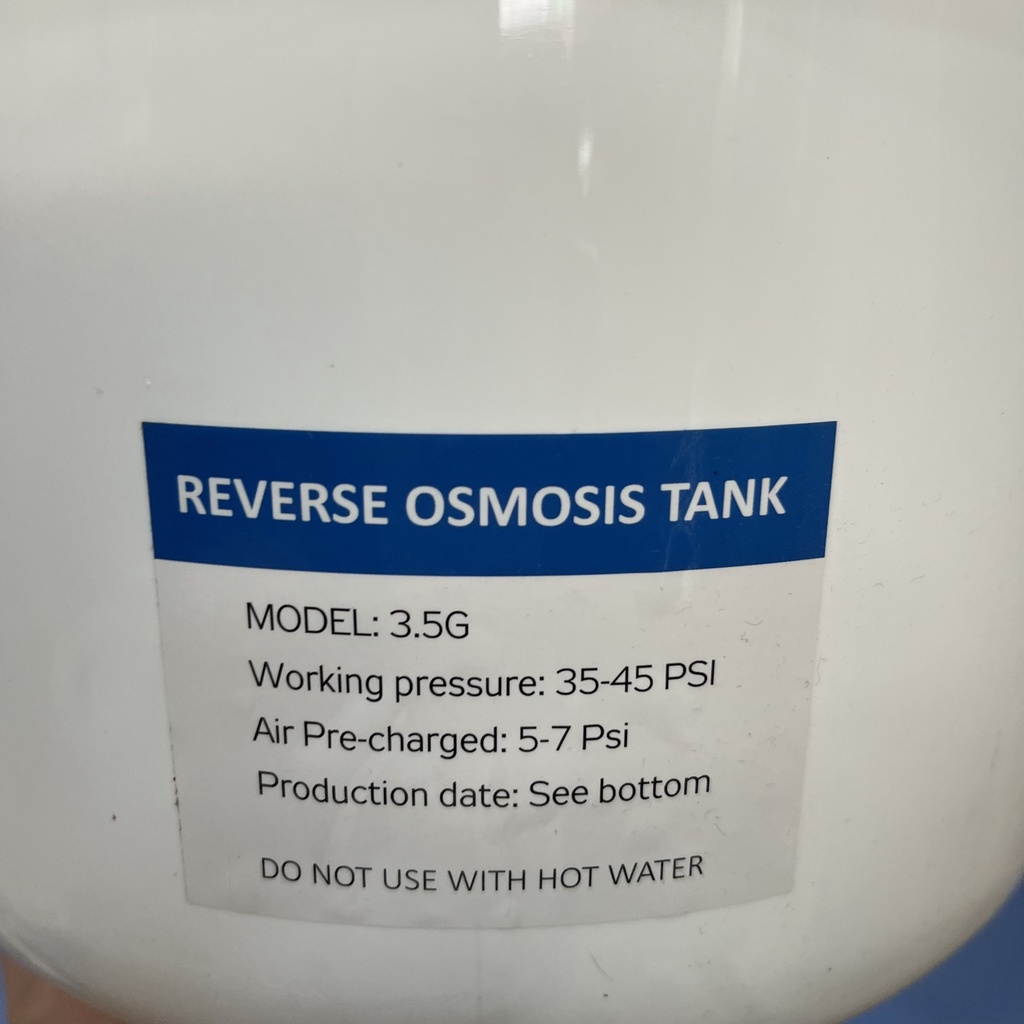 REVERSE OSMOSIS TANK
MODEL: 3.5G
Working pressure: 35-45 PSI
Air Pre-charged: 5-7 Psi
Production date: See bottom
DO NOT USE WITH HOT WATER